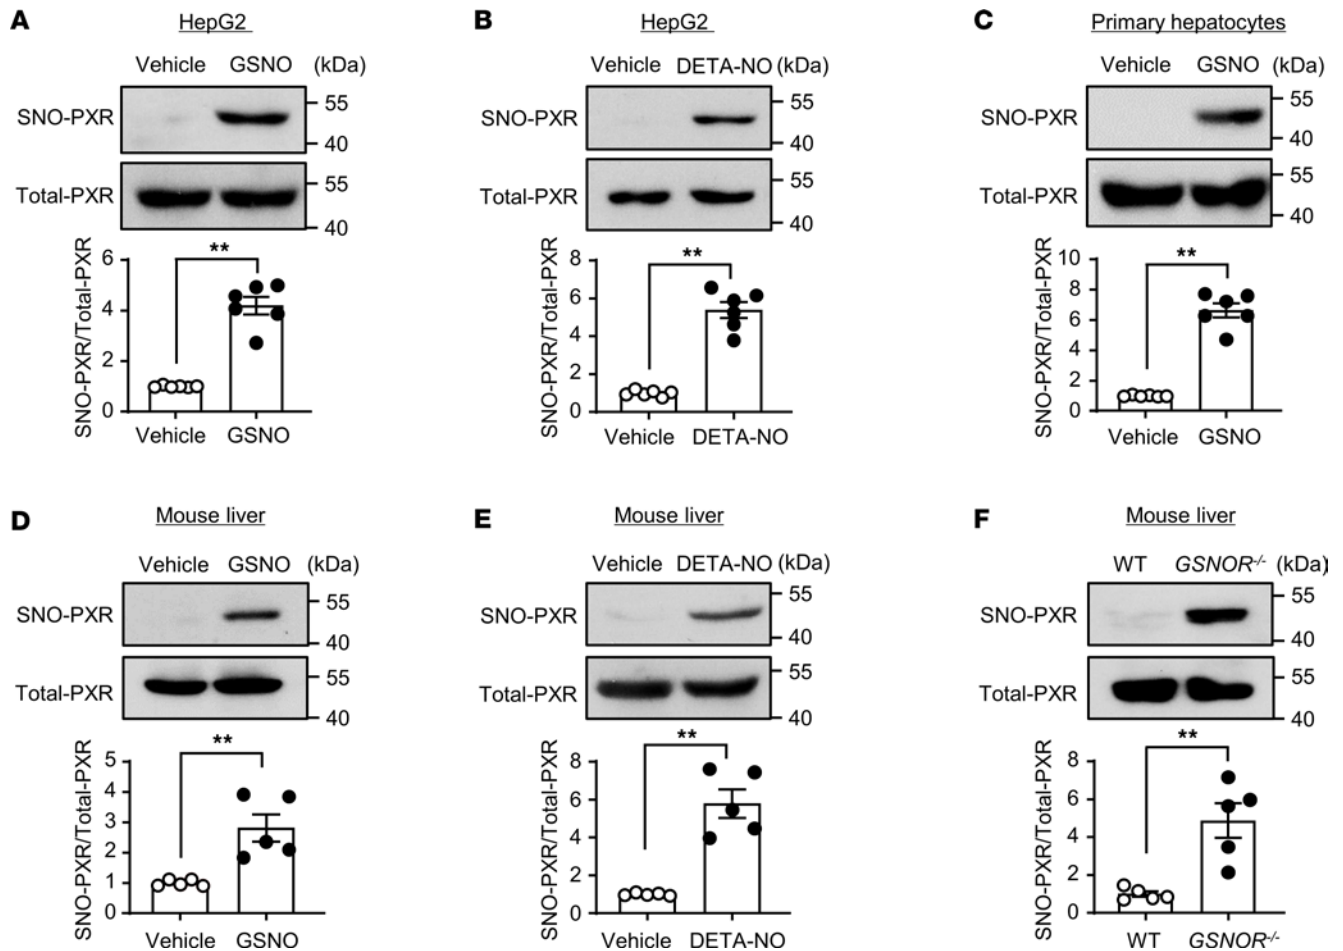 A
HepG2
Vehicle GSNO (kDa)
SNO-PXR
55
40
Total-PXR
55
40
SNO-PXR/Total-PXR
**
6
4
2
0
Vehicle GSNO
B
HepG2
Vehicle DETA-NO (kDa)
SNO-PXR
55
40
Total-PXR
55
40
SNO-PXR/Total-PXR
**
8
6
4
2
0
Vehicle DETA-NO
C
Primary hepatocytes
Vehicle GSNO (kDa)
SNO-PXR
55
40
Total-PXR
55
40
SNO-PXR/Total-PXR
**
10
8
6
4
2
0
Vehicle GSNO
D
Mouse liver
Vehicle GSNO (kDa)
SNO-PXR
55
40
Total-PXR
55
40
SNO-PXR/Total-PXR
**
5
4
3
2
1
0
Vehicle GSNO
E
Mouse liver
Vehicle DETA-NO (kDa)
SNO-PXR
55
40
Total-PXR
55
40
SNO-PXR/Total-PXR
**
8
6
4
2
0
Vehicle DETA-NO
F
Mouse liver
WT GSNOR-/- (kDa)
SNO-PXR
55
40
Total-PXR
55
40
SNO-PXR/Total-PXR
**
8
6
4
2
0
WT GSNOR-/-